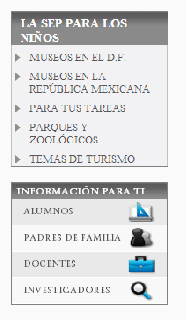 LA SEP PARA LOS
NIÑOS
MUSEOS EN EL D.F.
MUSEOS EN LA
REPÚBLICA MEXICANA
PARA TUS TAREAS
PARQUES Y
ZOOLÓGICOS
TEMAS DE TURISMO
INFORMACIÓN PARA TI
ALUMNOS
PADRES DE FAMILIA
DOCENTES
INVESTIGADORES